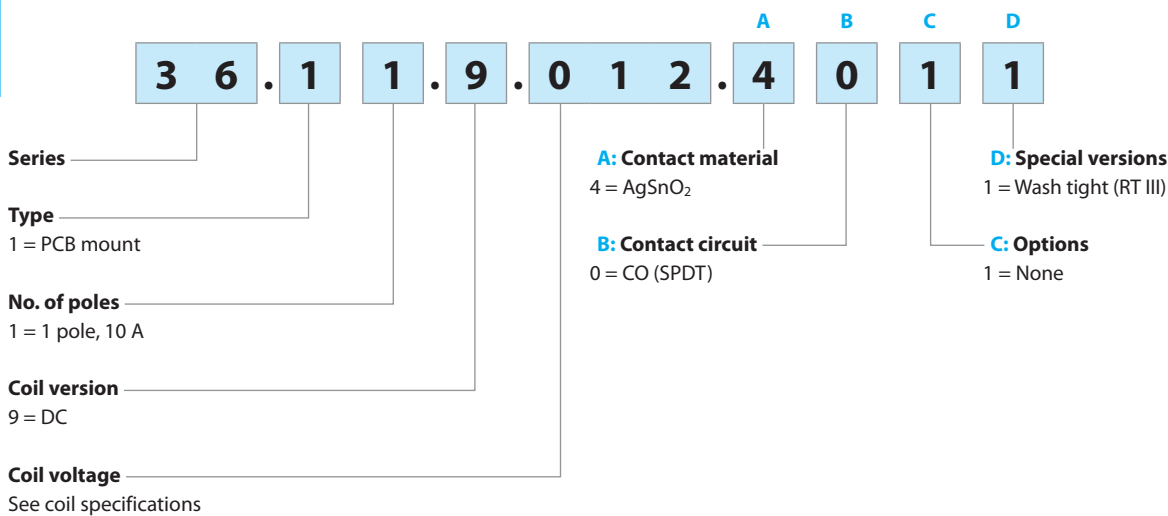 A B C D
3 6 . 1 1 . 9 . 0 1 2 . 4 0 1 1
Series
Type
1 = PCB mount
No. of poles
1 = 1 pole, 10 A
Coil version
9 = DC
Coil voltage
See coil specifications
A: Contact material
4 = AgSnO₂
B: Contact circuit
0 = CO (SPDT)
D: Special versions
1 = Wash tight (RT III)
C: Options
1 = None